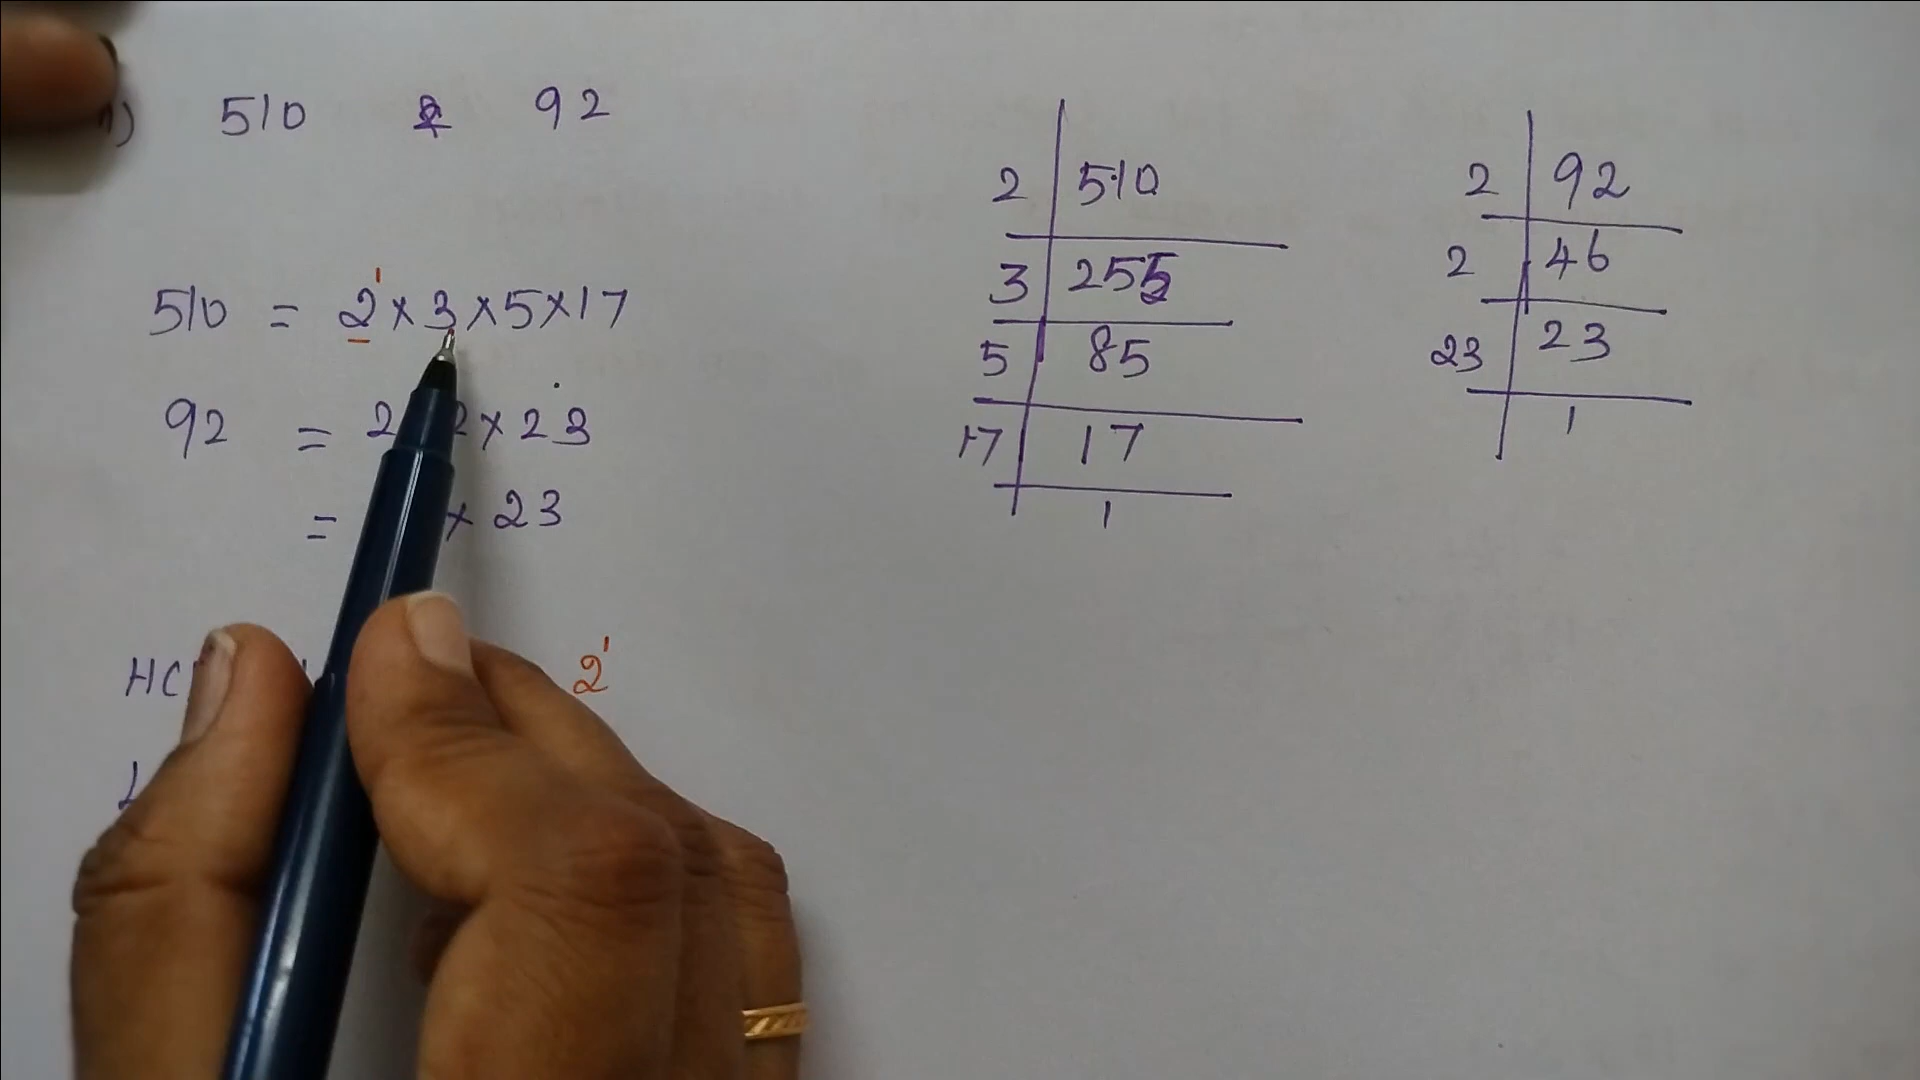 510 & 92
510 = 2¹ × 3 × 5 × 17
92 = 2 2 × 23
= × 23
HC 2¹
L
2 | 510
3 | 255
5 | 85
17 | 17
1
2 | 92
2 | 46
23 | 23
1